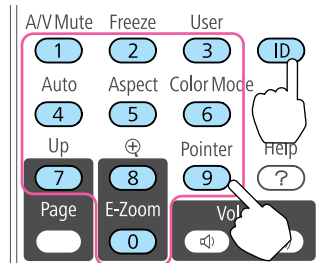 A/V Mute Freeze User
1 2 3 ID
Auto Aspect Color Mode
4 5 6
Up Pointer Help
7 8 9 ?
Page E-Zoom
0